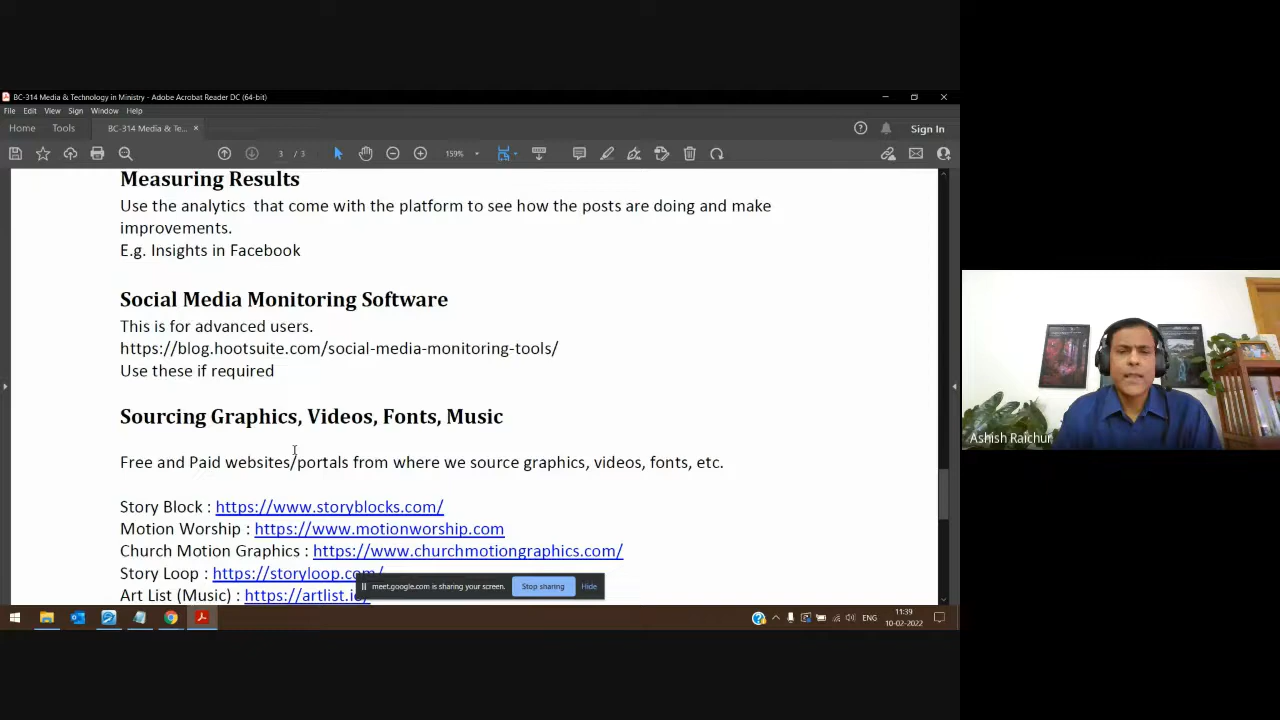 BC-314 Media & Technology in Ministry - Adobe Acrobat Reader DC (64-bit)
File Edit View Sign Window Help
Home Tools BC-314 Media & Te... × Sign In
3 / 3 159%
Measuring Results
Use the analytics that come with the platform to see how the posts are doing and make
improvements.
E.g. Insights in Facebook
Social Media Monitoring Software
This is for advanced users.
https://blog.hootsuite.com/social-media-monitoring-tools/
Use these if required
Sourcing Graphics, Videos, Fonts, Music
Free and Paid websites/portals from where we source graphics, videos, fonts, etc.
Story Block : https://www.storyblocks.com/
Motion Worship : https://www.motionworship.com
Church Motion Graphics : https://www.churchmotiongraphics.com/
Story Loop : https://storyloop.com/
Art List (Music) : https://artlist.io/
meet.google.com is sharing your screen. Stop sharing Hide
ENG 11:39
10-02-2022
Ashish Raichur